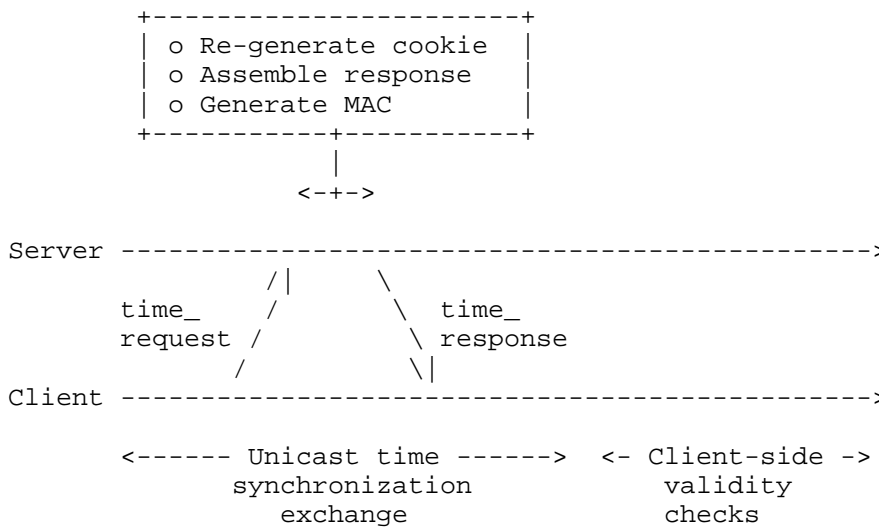 +-----------------------+
| o Re-generate cookie  |
| o Assemble response   |
| o Generate MAC        |
+-----------+-----------+
            |
          <-+->
Server ----------------------------------------------->
/|      \
time_    /       \  time_
request /         \ response
/          \|
Client ----------------------------------------------->
<------ Unicast time ------>  <- Client-side ->
synchronization            validity
exchange                 checks